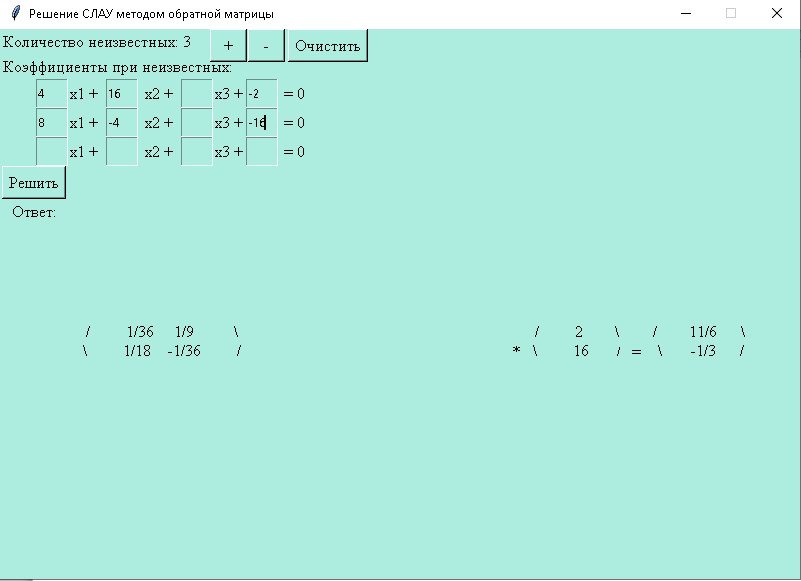 Решение СЛАУ методом обратной матрицы
Количество неизвестных: 3 + - Очистить
Коэффициенты при неизвестных:
4 x1 + 16 x2 + x3 + -2 = 0
8 x1 + -4 x2 + x3 + -16 = 0
x1 + x2 + x3 + = 0
Решить
Ответ:
/ 1/36 1/9 \ / 2 \ / 11/6 \
\ 1/18 -1/36 / * \ 16 / = \ -1/3 /